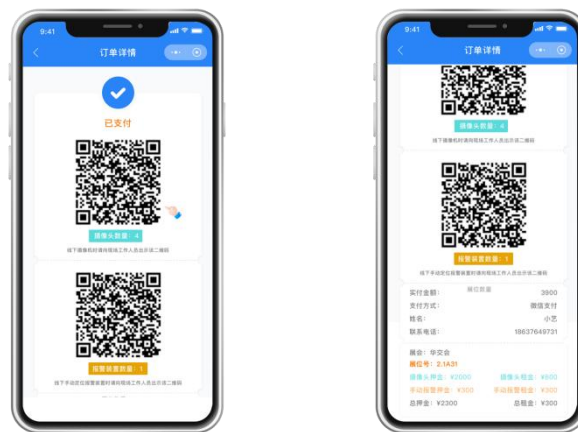 9:41
订单详情
已支付
摄像头数量：4
线下摄像机时请向现场工作人员出示该二维码
报警装置数量：1
线下手动定位报警装置时请向现场工作人员出示该二维码
9:41
订单详情
摄像头数量：4
线下摄像机时请向现场工作人员出示该二维码
报警装置数量：1
线下手动定位报警装置时请向现场工作人员出示该二维码
展位数量
实付金额： 3900
支付方式： 微信支付
姓名： 小艺
联系电话： 18637649731
展会：华交会
展位号：2.1A31
摄像头押金：¥2000 摄像头租金：¥600
手动报警押金：¥300 手动报警租金：¥300
总押金：¥2300 总租金：¥300